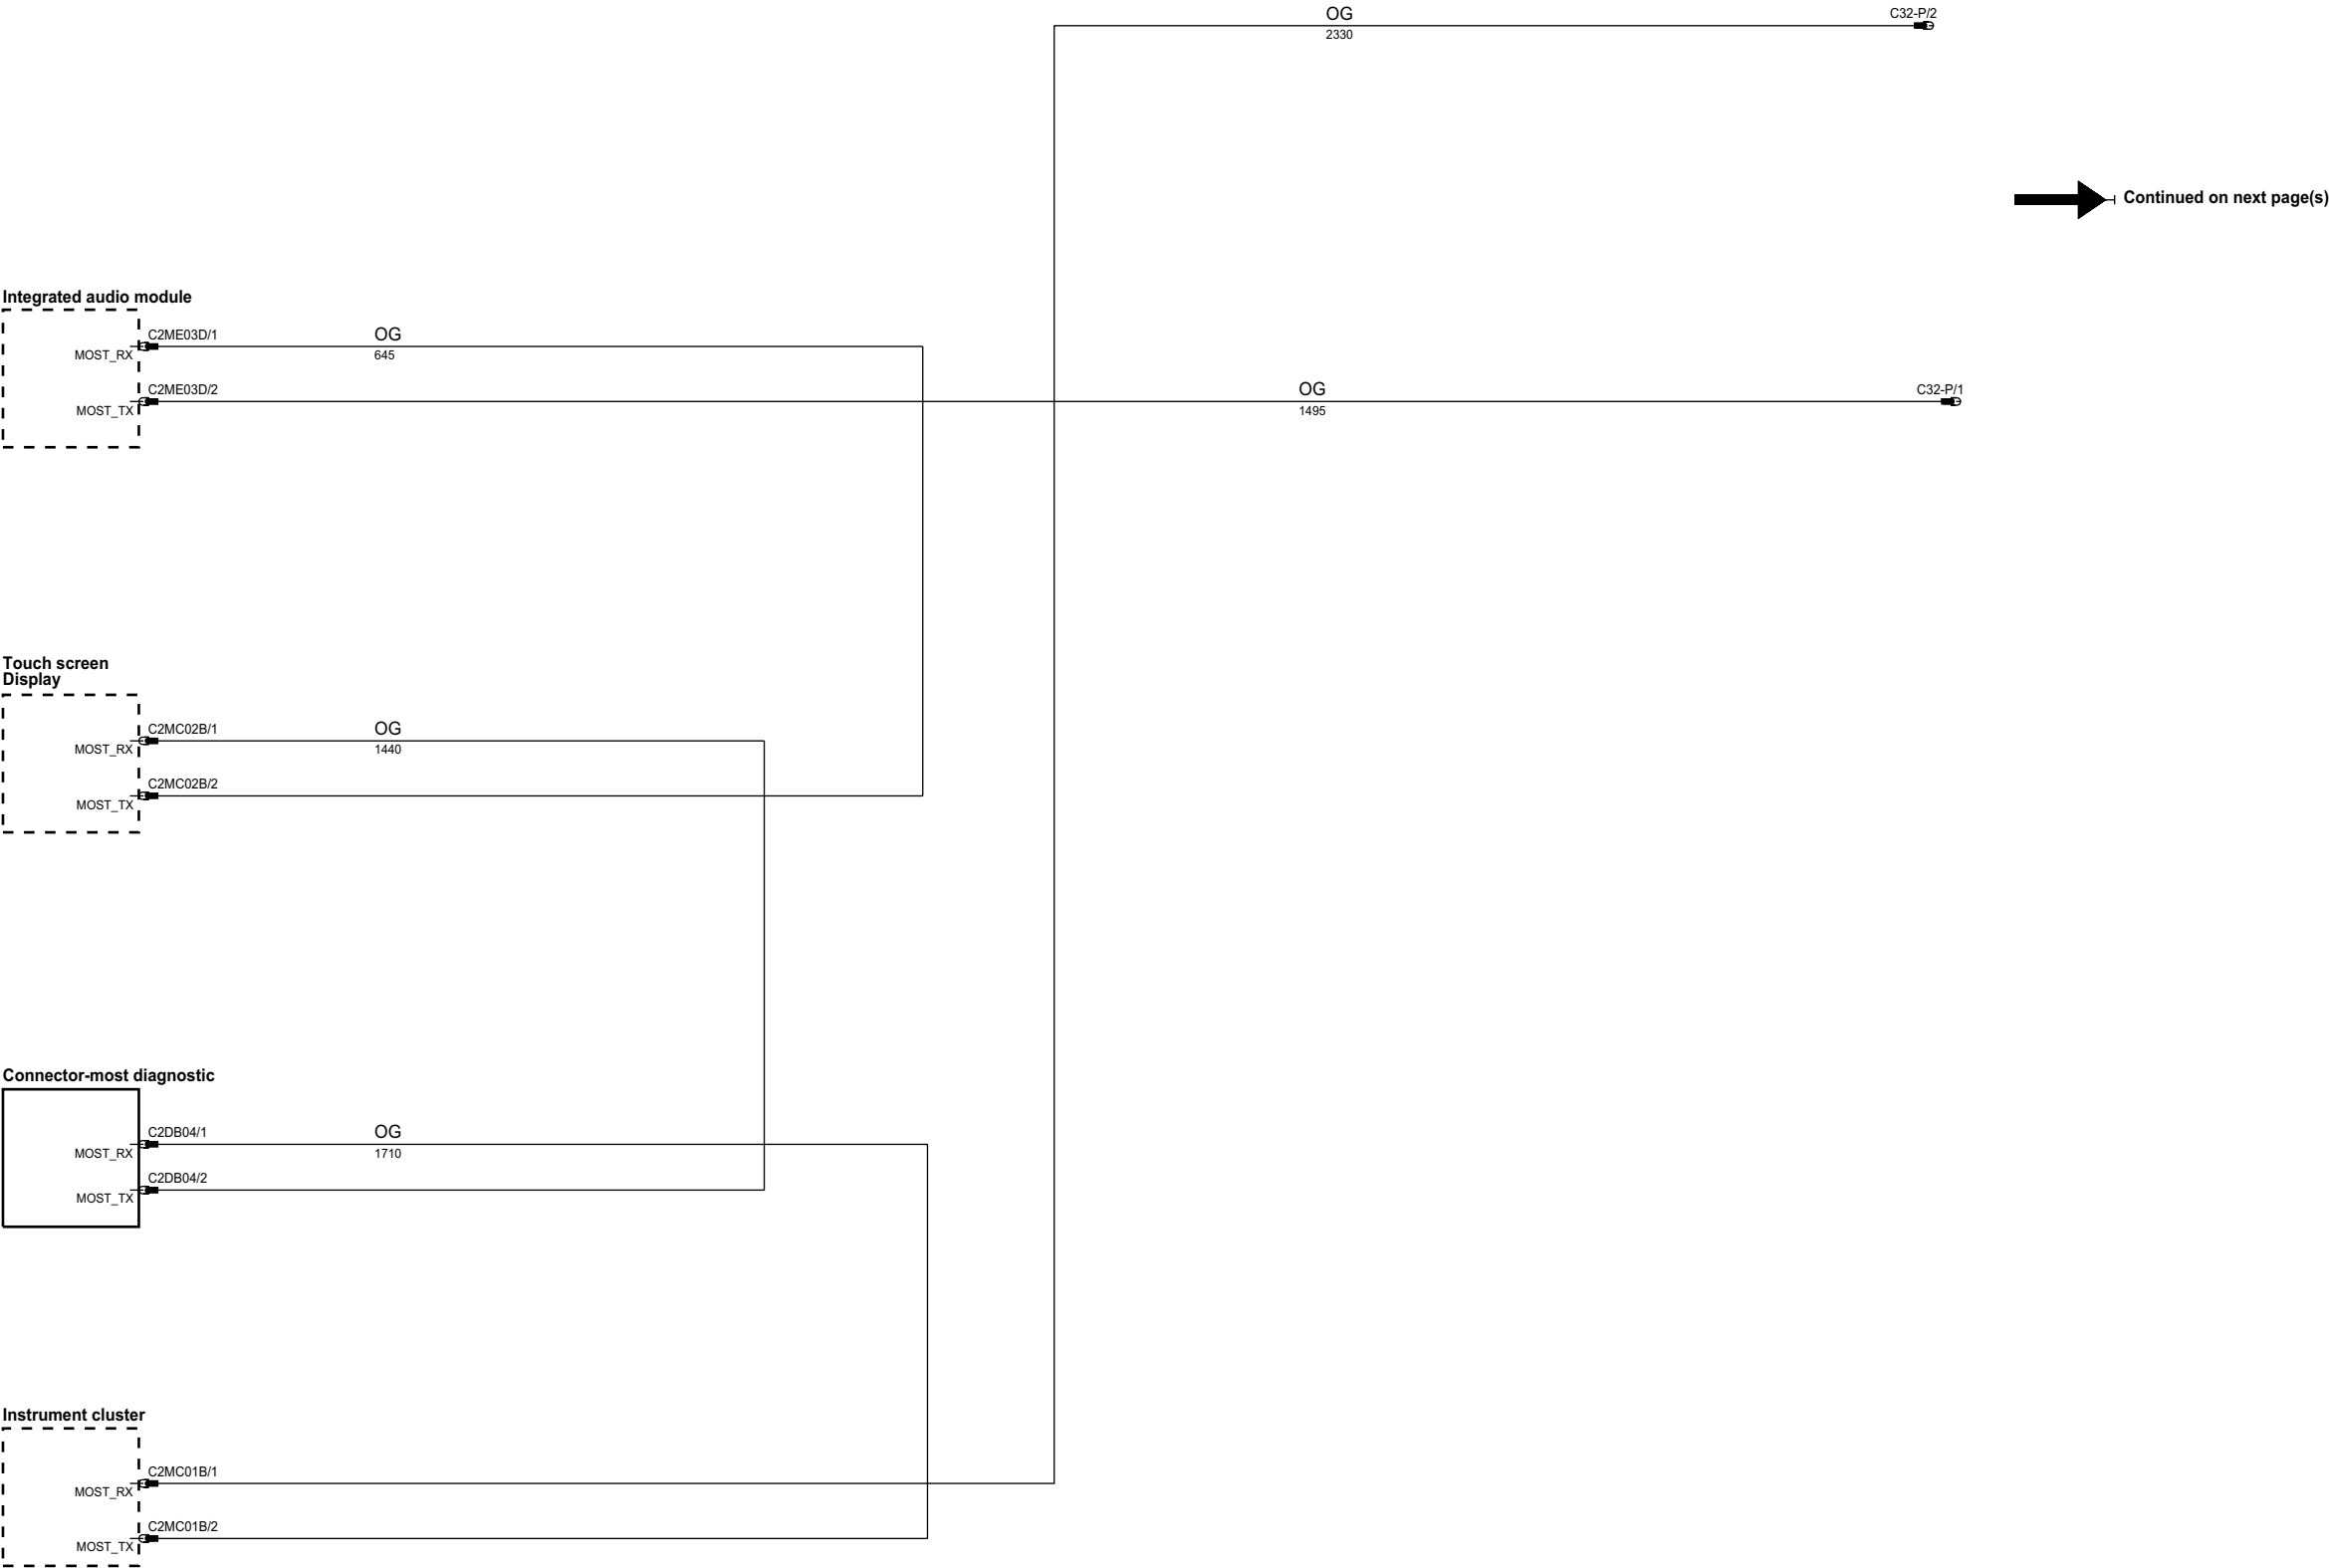 OG
C32-P/2
2330
Continued on next page(s)
Integrated audio module
C2ME03D/1
OG
MOST_RX
645
C2ME03D/2
OG
C32-P/1
MOST_TX
1495
Touch screen
Display
C2MC02B/1
OG
MOST_RX
1440
C2MC02B/2
MOST_TX
Connector-most diagnostic
C2DB04/1
OG
MOST_RX
1710
C2DB04/2
MOST_TX
Instrument cluster
C2MC01B/1
MOST_RX
C2MC01B/2
MOST_TX